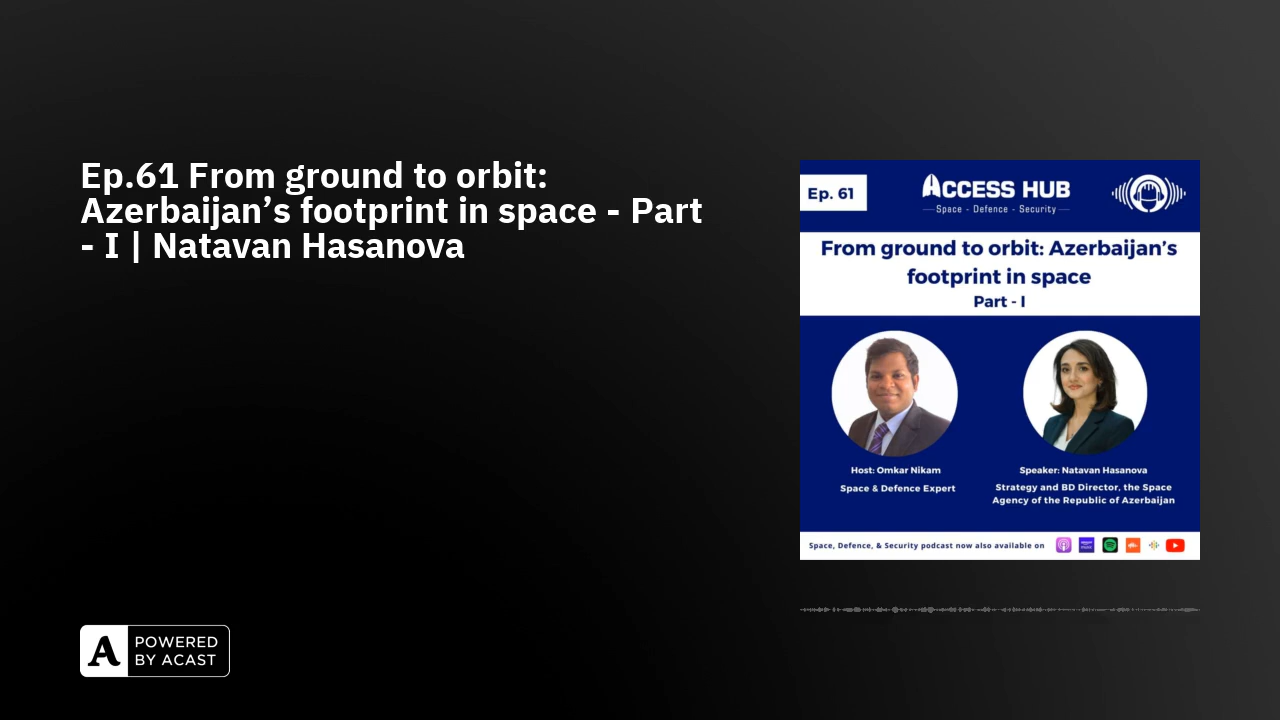 Ep.61 From ground to orbit:
Azerbaijan’s footprint in space - Part
- I | Natavan Hasanova
Ep. 61
ACCESS HUB
Space - Defence - Security
From ground to orbit: Azerbaijan’s
footprint in space
Part - I
Host: Omkar Nikam
Space & Defence Expert
Speaker: Natavan Hasanova
Strategy and BD Director, the Space
Agency of the Republic of Azerbaijan
Space, Defence, & Security podcast now also available on
A POWERED
BY ACAST